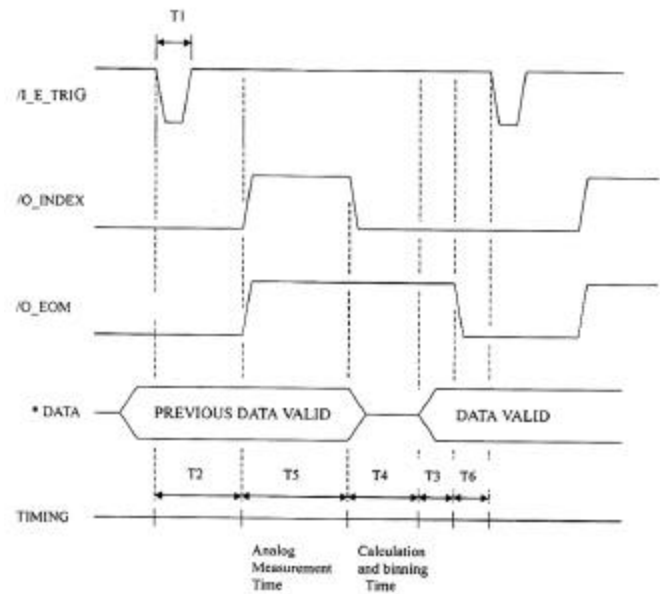 T1
/I_E_TRIG
/O_INDEX
/O_EOM
* DATA
PREVIOUS DATA VALID
DATA VALID
T2
T5
T4
T3
T6
TIMING
Analog
Measurement
Time
Calculation
and binning
Time